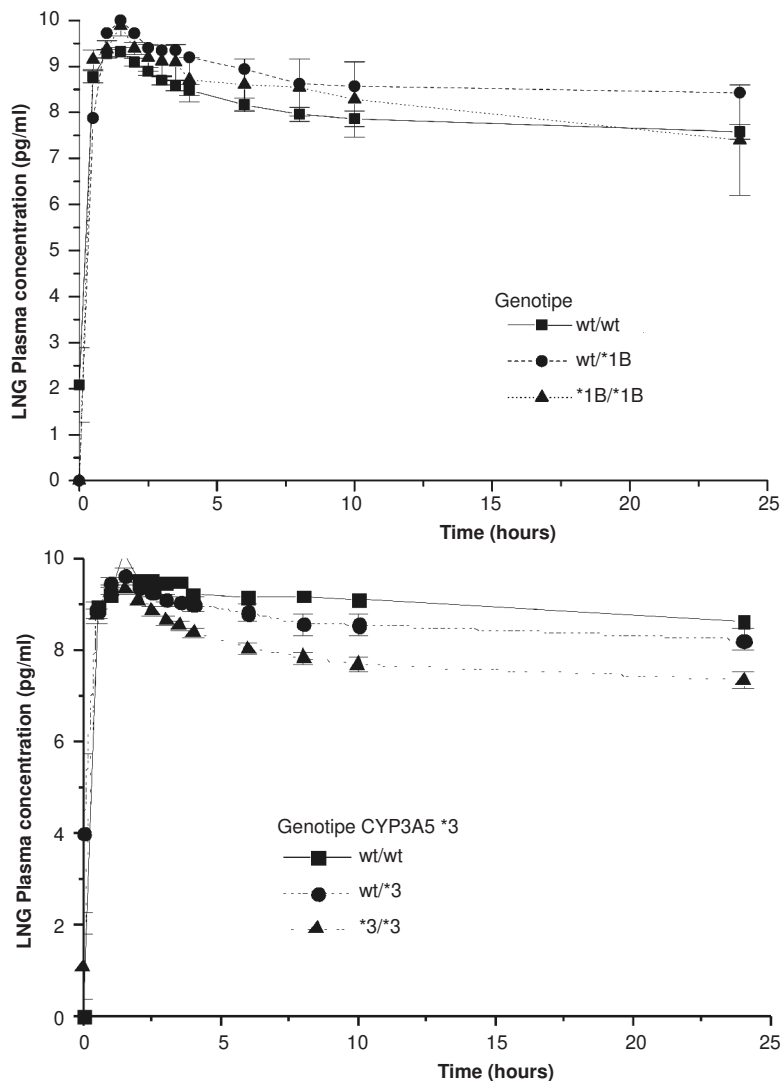 LNG Plasma concentration (pg/ml)
10
9
8
7
6
5
4
3
2
1
0
Genotipe
wt/wt
wt/*1B
*1B/*1B
0 5 10 15 20 25
Time (hours)
LNG Plasma concentration (pg/ml)
10
8
6
4
2
0
Genotipe CYP3A5 *3
wt/wt
wt/*3
*3/*3
0 5 10 15 20 25
Time (hours)